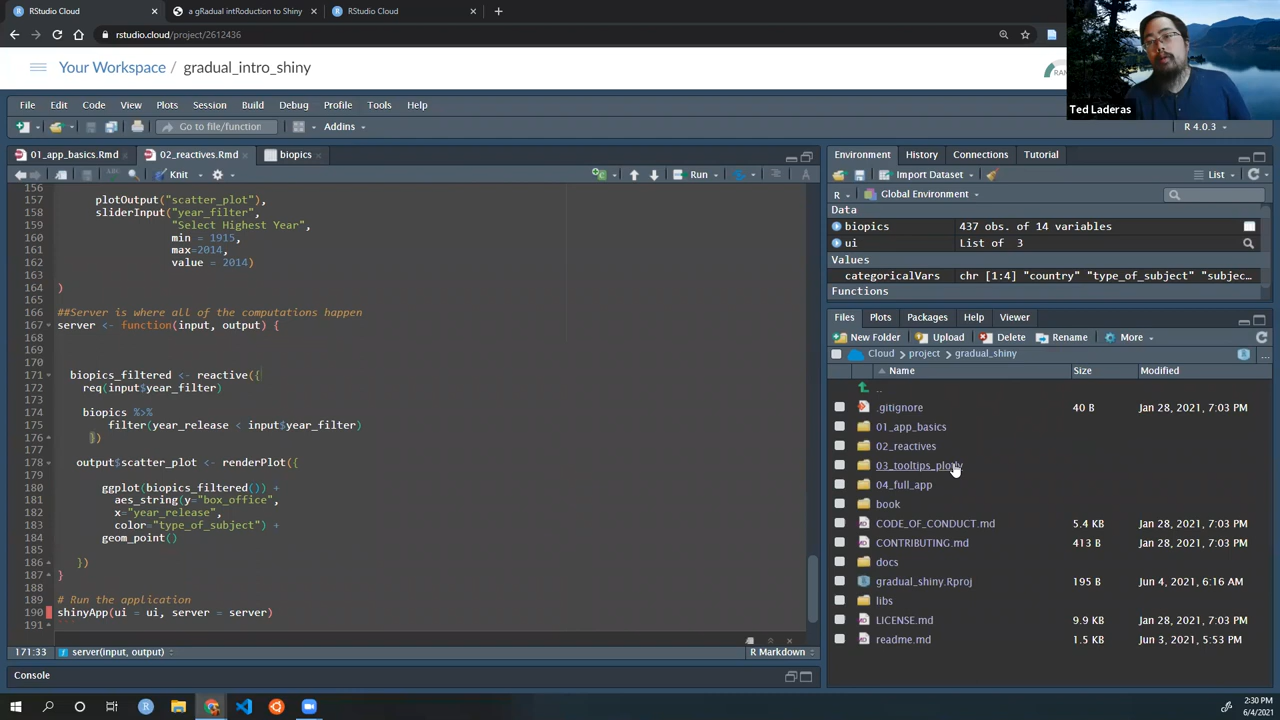 RStudio Cloud
a gRadual intRoduction to Shiny
RStudio Cloud
rstudio.cloud/project/2612436
Your Workspace / gradual_intro_shiny
Ted Laderas
File Edit Code View Plots Session Build Debug Profile Tools Help
Go to file/function
Addins
R 4.0.3
01_app_basics.Rmd
02_reactives.Rmd
biopics
Knit
Run
156
157 plotOutput("scatter_plot"),
158 sliderInput("year_filter",
159 "Select Highest Year",
160 min = 1915,
161 max=2014,
162 value = 2014)
163
164 )
165
166 ##Server is where all of the computations happen
167 server <- function(input, output) {
168
169
170
171 biopics_filtered <- reactive({
172 req(input$year_filter)
173
174 biopics %>%
175 filter(year_release < input$year_filter)
176 })
177
178 output$scatter_plot <- renderPlot({
179
180 ggplot(biopics_filtered()) +
181 aes_string(y="box_office",
182 x="year_release",
183 color="type_of_subject") +
184 geom_point()
185
186 })
187 }
188
189 # Run the application
190 shinyApp(ui = ui, server = server)
191 ```
171:33 server(input, output)
R Markdown
Console
Environment History Connections Tutorial
Import Dataset
List
R
Global Environment
Data
biopics 437 obs. of 14 variables
ui List of 3
Values
categoricalVars chr [1:4] "country" "type_of_subject" "subjec…
Functions
Files Plots Packages Help Viewer
New Folder Upload Delete Rename More
Cloud project gradual_shiny
...
Name Size Modified
..
.gitignore 40 B Jan 28, 2021, 7:03 PM
01_app_basics
02_reactives
03_tooltips_plotly
04_full_app
book
CODE_OF_CONDUCT.md 5.4 KB Jan 28, 2021, 7:03 PM
CONTRIBUTING.md 413 B Jan 28, 2021, 7:03 PM
docs
gradual_shiny.Rproj 195 B Jun 4, 2021, 6:16 AM
libs
LICENSE.md 9.9 KB Jan 28, 2021, 7:03 PM
readme.md 1.5 KB Jun 3, 2021, 5:53 PM
2:30 PM
6/4/2021